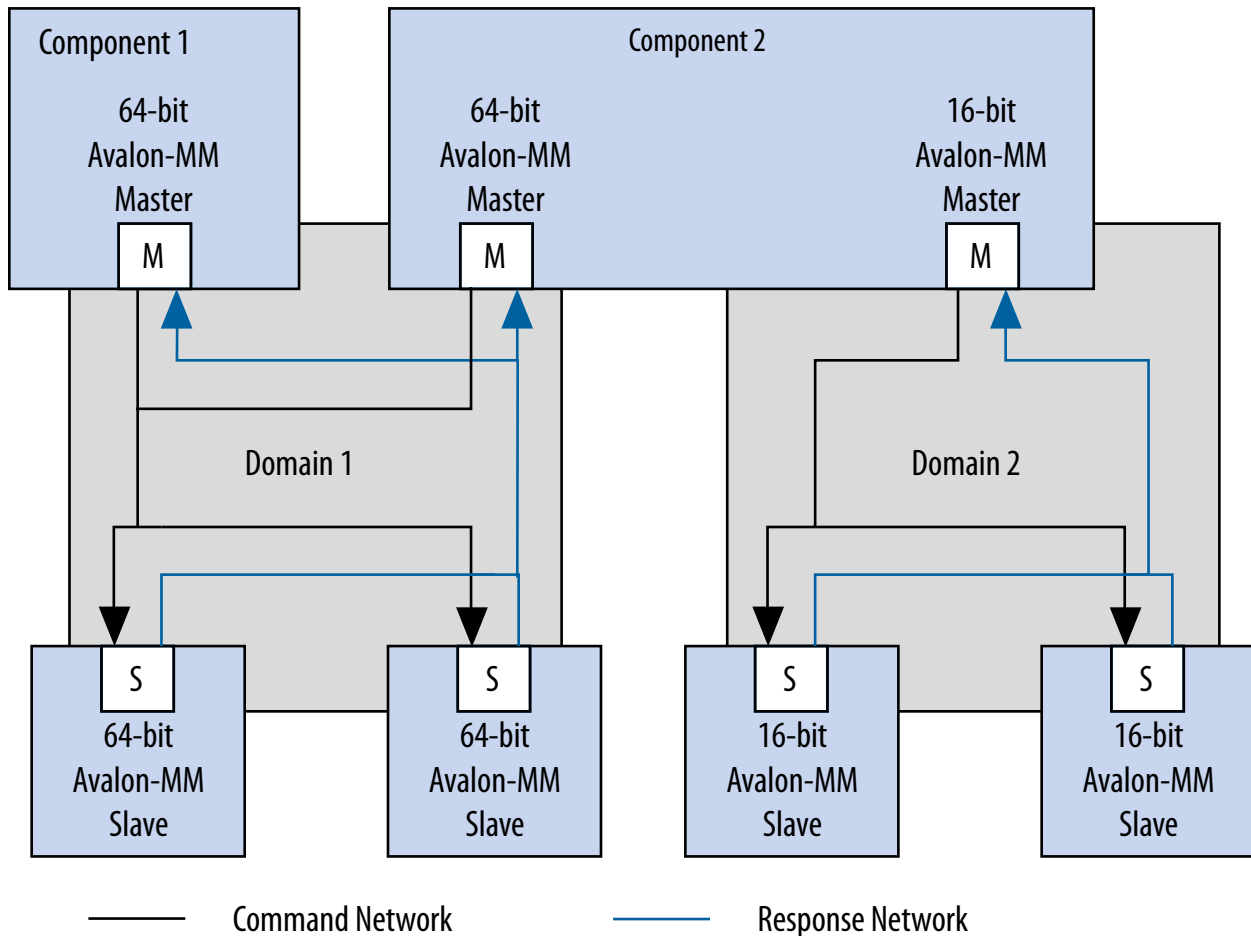 Component 1
Component 2
64-bit
Avalon-MM
Master
M
64-bit
Avalon-MM
Master
M
16-bit
Avalon-MM
Master
M
Domain 1
Domain 2
S
64-bit
Avalon-MM
Slave
S
64-bit
Avalon-MM
Slave
S
16-bit
Avalon-MM
Slave
S
16-bit
Avalon-MM
Slave
Command Network
Response Network